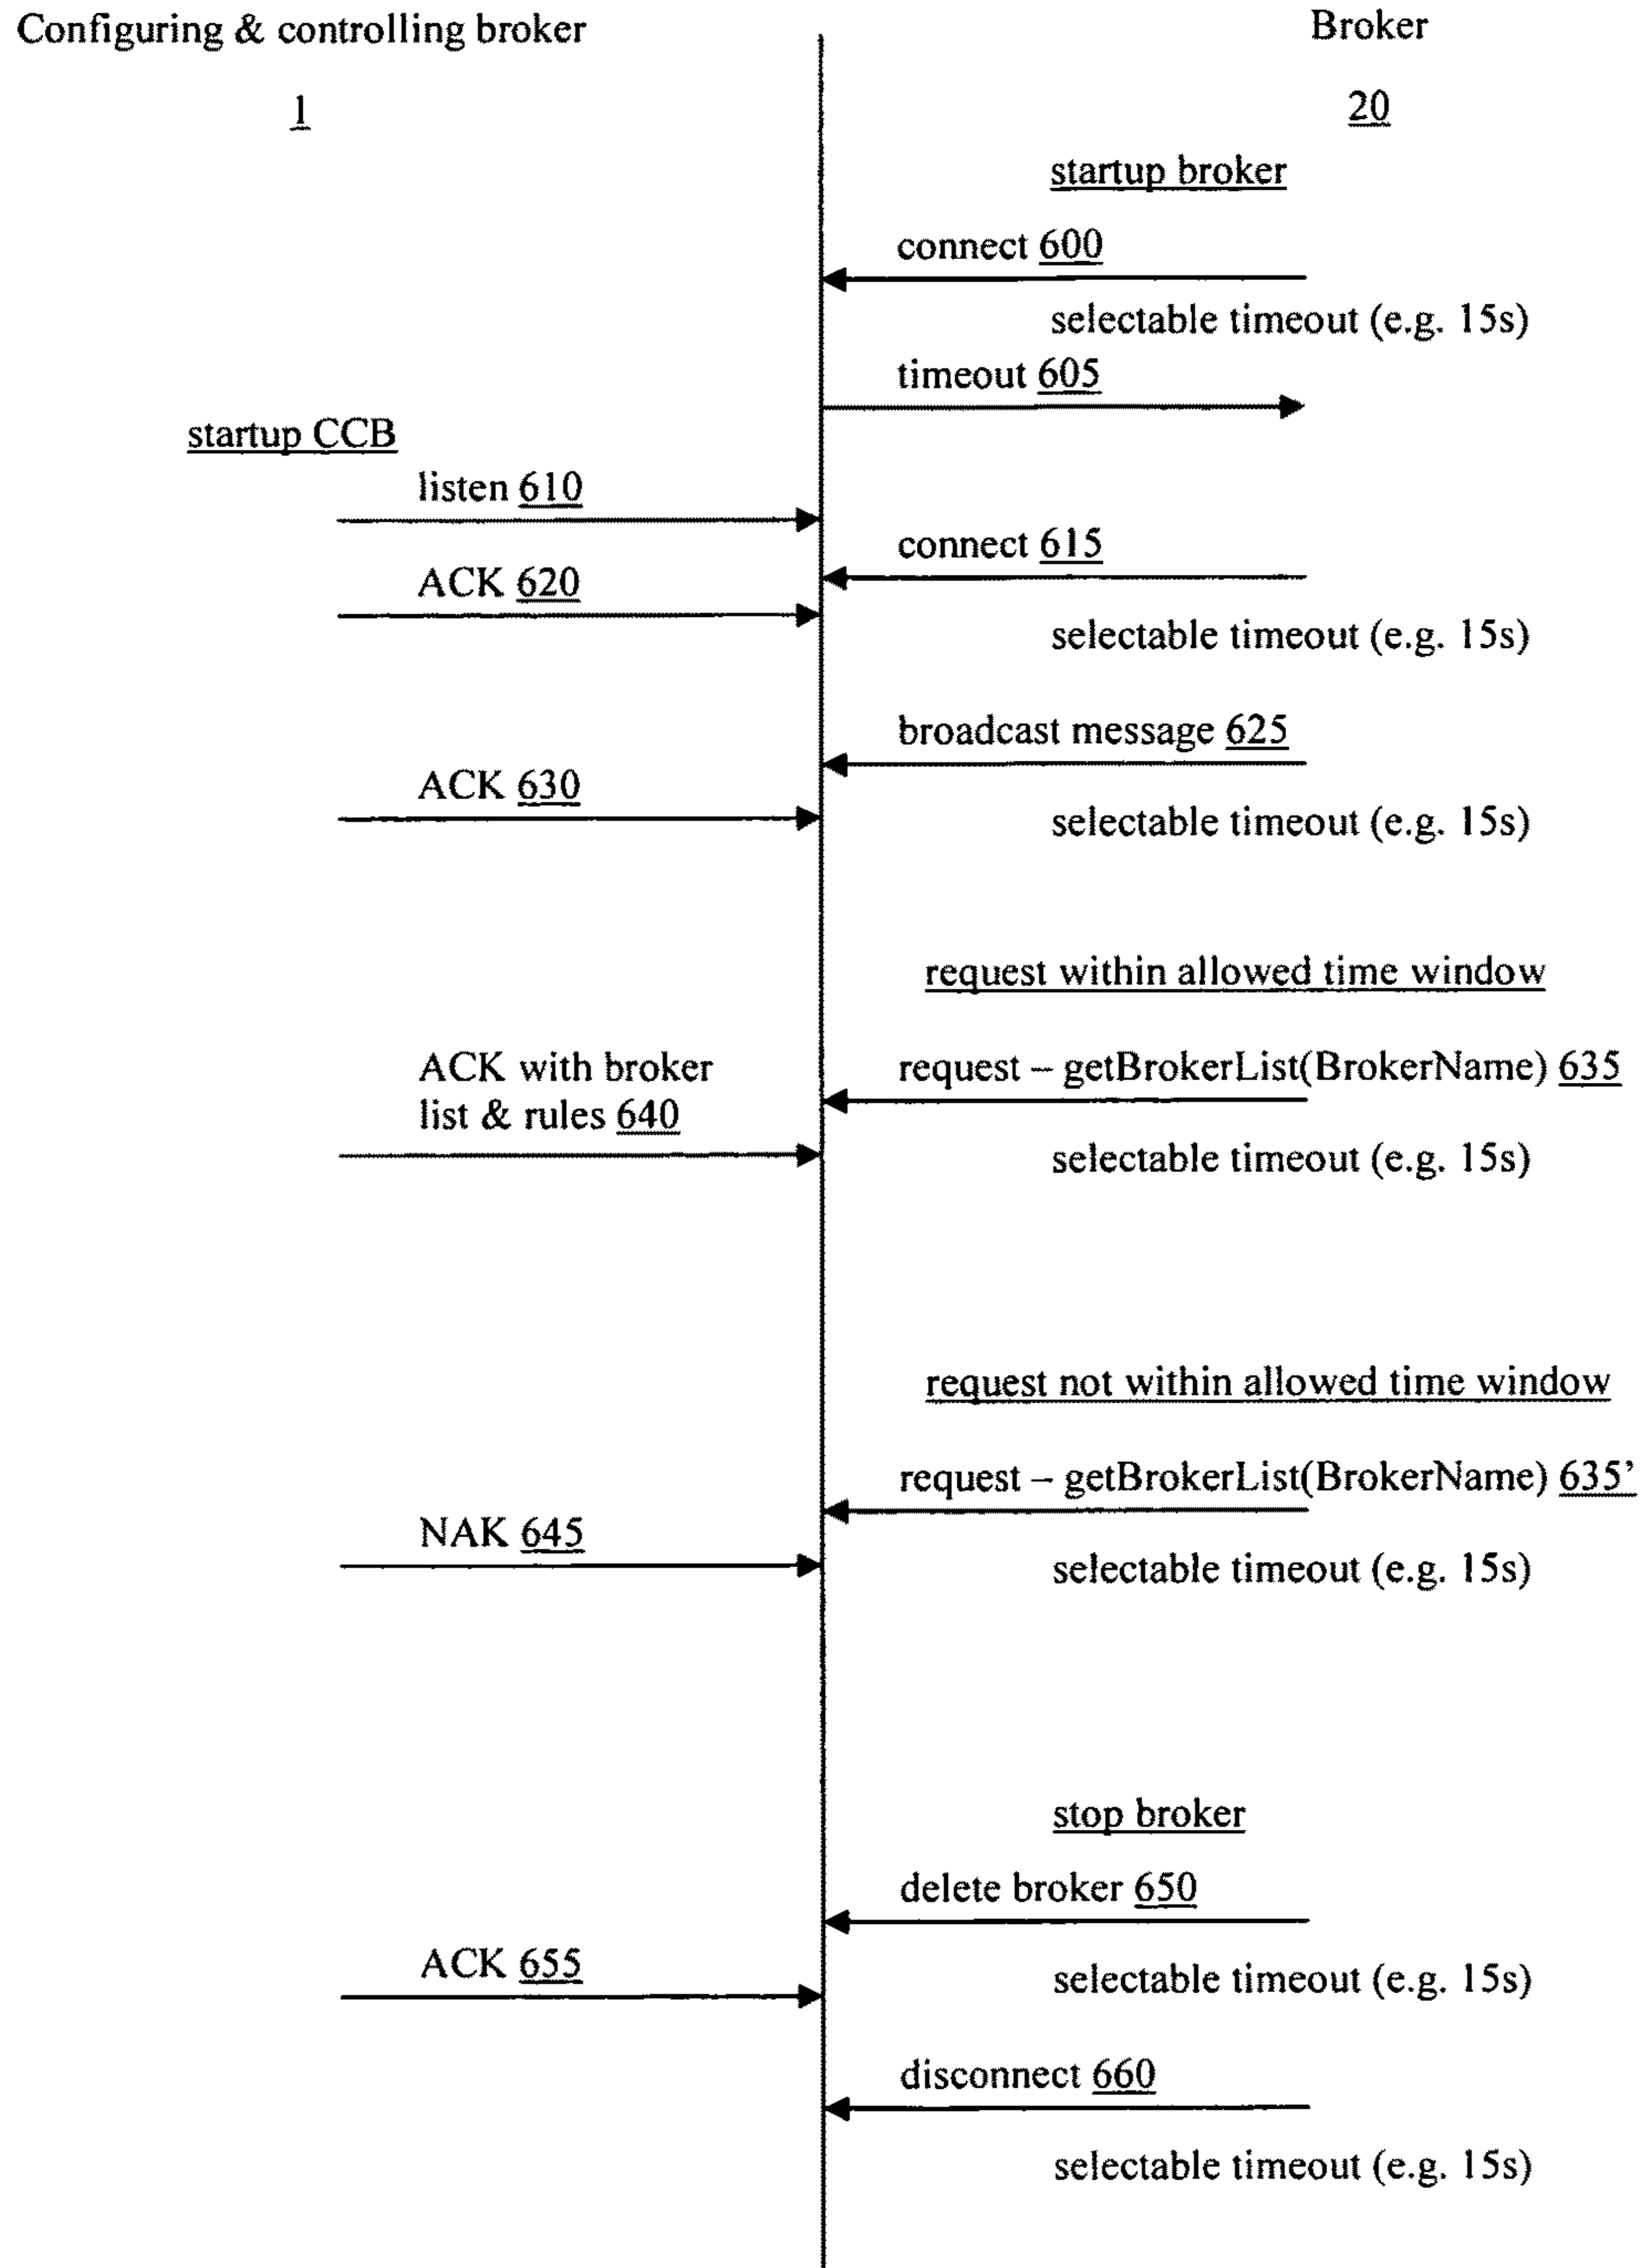 Configuring & controlling broker
Broker
1
20
startup broker
connect 600
selectable timeout (e.g. 15s)
timeout 605
startup CCB
listen 610
connect 615
ACK 620
selectable timeout (e.g. 15s)
broadcast message 625
ACK 630
selectable timeout (e.g. 15s)
request within allowed time window
ACK with broker
list & rules 640
request – getBrokerList(BrokerName) 635
selectable timeout (e.g. 15s)
request not within allowed time window
request – getBrokerList(BrokerName) 635'
NAK 645
selectable timeout (e.g. 15s)
stop broker
delete broker 650
ACK 655
selectable timeout (e.g. 15s)
disconnect 660
selectable timeout (e.g. 15s)